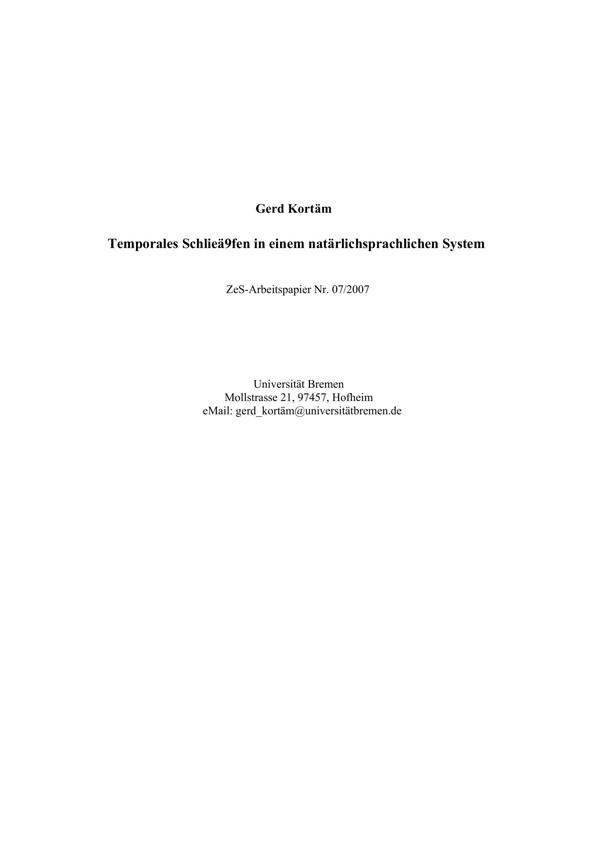 Gerd Kortäm
Temporales Schlieä9fen in einem natärlichsprachlichen System
ZeS-Arbeitspapier Nr. 07/2007
Universität Bremen
Mollstrasse 21, 97457, Hofheim
eMail: gerd_kortäm@universitätbremen.de